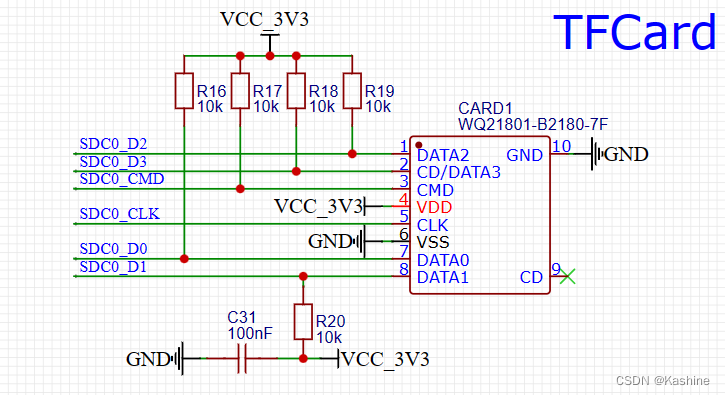 VCC_3V3
TFCard
R16
10k
R17
10k
R18
10k
R19
10k
CARD1
WQ21801-B2180-7F
SDC0_D2
SDC0_D3
SDC0_CMD
VCC_3V3
SDC0_CLK
GND
SDC0_D0
SDC0_D1
1 DATA2
2 CD/DATA3
3 CMD
4 VDD
5 CLK
6 VSS
7 DATA0
8 DATA1
GND 10
GND
CD 9
C31
100nF
R20
10k
GND
VCC_3V3
CSDN @Kashine